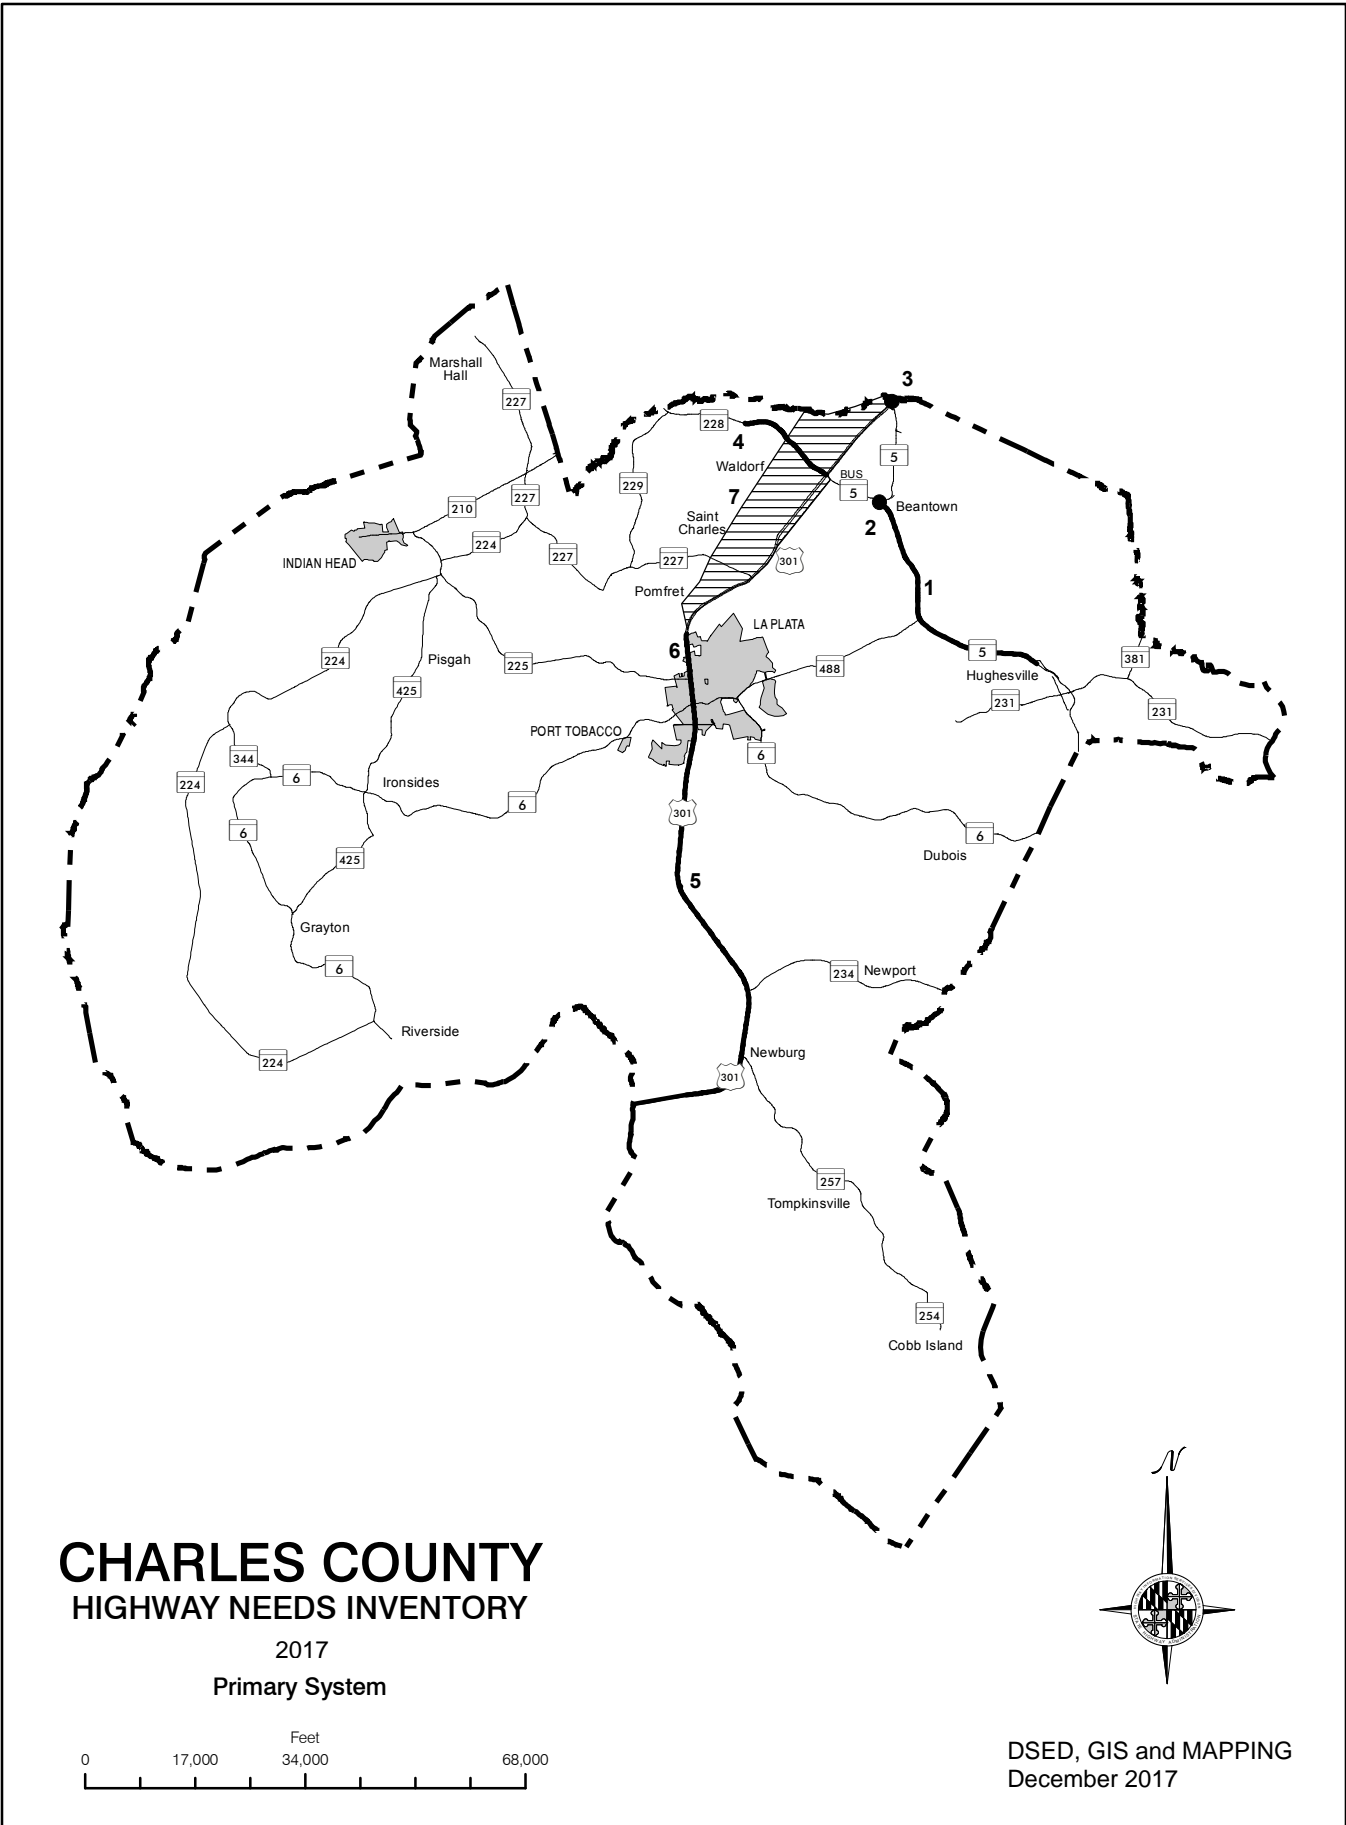 Marshall
Hall
227
3
228
4
5
Waldorf
BUS
229
7
5
227
Beantown
210
Saint
Charles
2
224
227
227
301
INDIAN HEAD
1
Pomfret
LA PLATA
6
5
381
224
Pisgah
225
488
Hughesville
425
231
231
PORT TOBACCO
344
6
6
224
Ironsides
6
301
6
6
425
Dubois
5
Grayton
6
234
Newport
Riverside
Newburg
224
301
257
Tompkinsville
254
Cobb Island
N
CHARLES COUNTY
HIGHWAY NEEDS INVENTORY
2017
Primary System
Feet
0 17,000 34,000 68,000
DSED, GIS and MAPPING
December 2017